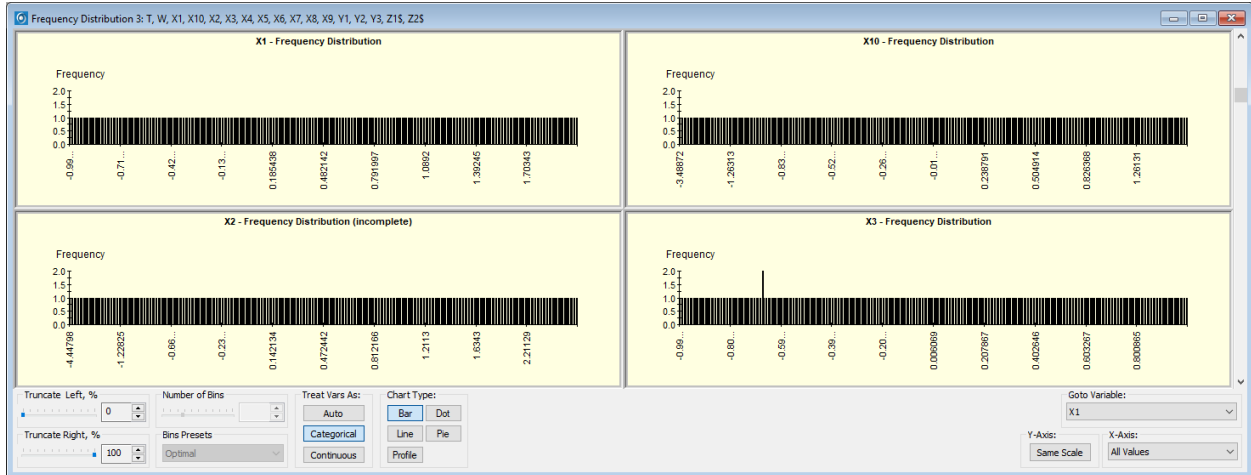 Frequency Distribution 3: T, W, X1, X10, X2, X3, X4, X5, X6, X7, X8, X9, Y1, Y2, Y3, Z1$, Z2$
X1 - Frequency Distribution
Frequency
2.0
1.5
1.0
0.5
0.0
-0.99...
-0.71...
-0.42...
-0.13...
0.185438
0.482142
0.791997
1.0892
1.39245
1.70343
X10 - Frequency Distribution
Frequency
2.0
1.5
1.0
0.5
0.0
-3.48872
-1.26313
-0.83...
-0.52...
-0.26...
-0.01...
0.238791
0.504914
0.826368
1.26131
X2 - Frequency Distribution (incomplete)
Frequency
2.0
1.5
1.0
0.5
0.0
-4.44798
-1.22825
-0.66...
-0.23...
0.142134
0.472442
0.812166
1.2113
1.6343
2.21129
X3 - Frequency Distribution
Frequency
2.0
1.5
1.0
0.5
0.0
-0.99...
-0.80...
-0.59...
-0.39...
-0.20...
0.006069
0.207867
0.402646
0.603267
0.800865
Truncate Left, %
0
Truncate Right, %
100
Number of Bins
Bins Presets
Optimal
Treat Vars As:
Auto
Categorical
Continuous
Chart Type:
Bar Dot
Line Pie
Profile
Goto Variable:
X1
Y-Axis:
Same Scale
X-Axis:
All Values